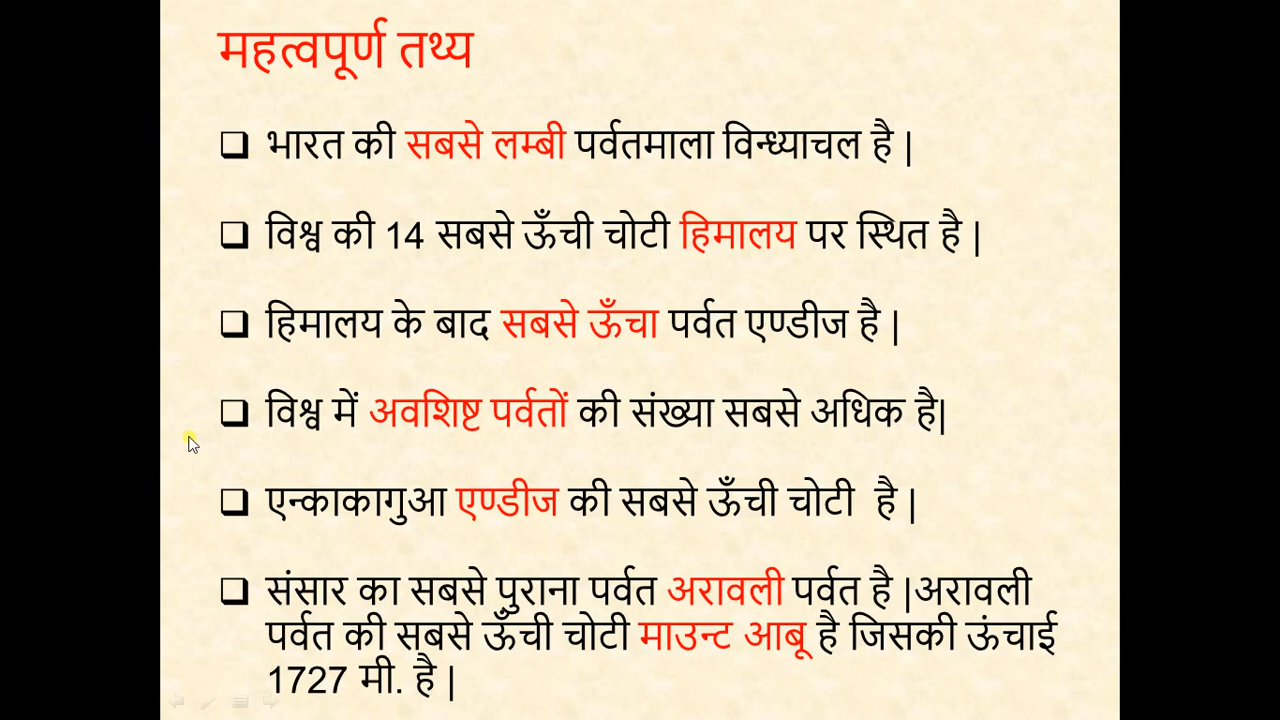 महत्वपूर्ण तथ्य
भारत की सबसे लम्बी पर्वतमाला विन्ध्याचल है |
विश्व की 14 सबसे ऊँची चोटी हिमालय पर स्थित है |
हिमालय के बाद सबसे ऊँचा पर्वत एण्डीज है |
विश्व में अवशिष्ट पर्वतों की संख्या सबसे अधिक है|
एन्काकागुआ एण्डीज की सबसे ऊँची चोटी  है |
संसार का सबसे पुराना पर्वत अरावली पर्वत है |अरावली
पर्वत की सबसे ऊँची चोटी माउन्ट आबू है जिसकी ऊंचाई
1727 मी. है |